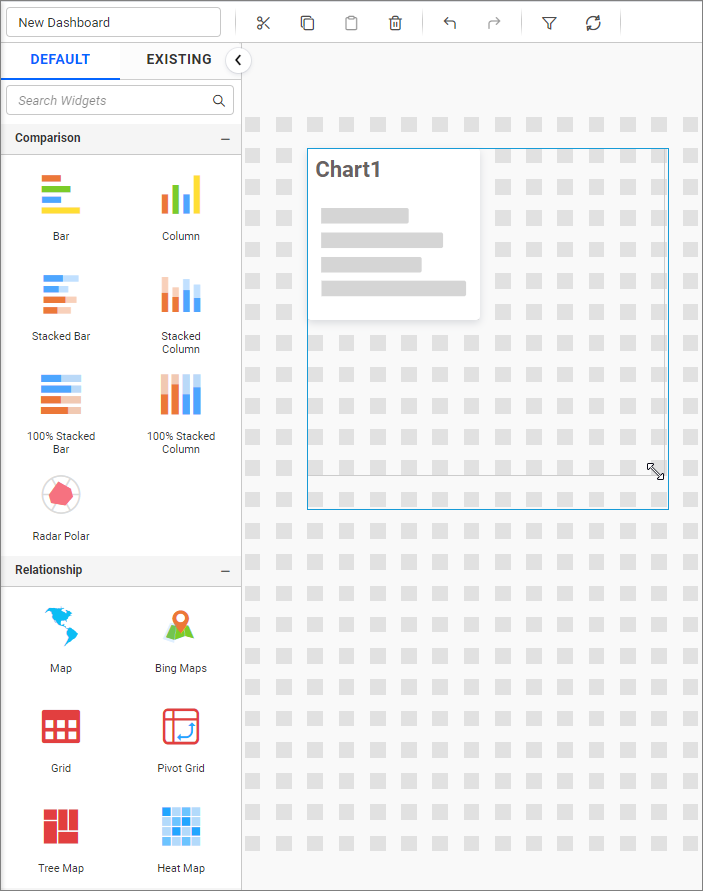 New Dashboard
DEFAULT
EXISTING
Search Widgets
Comparison
Chart1
Bar
Column
Stacked Bar
Stacked
Column
100% Stacked
Bar
100% Stacked
Column
Radar Polar
Relationship
Map
Bing Maps
Grid
Pivot Grid
Tree Map
Heat Map